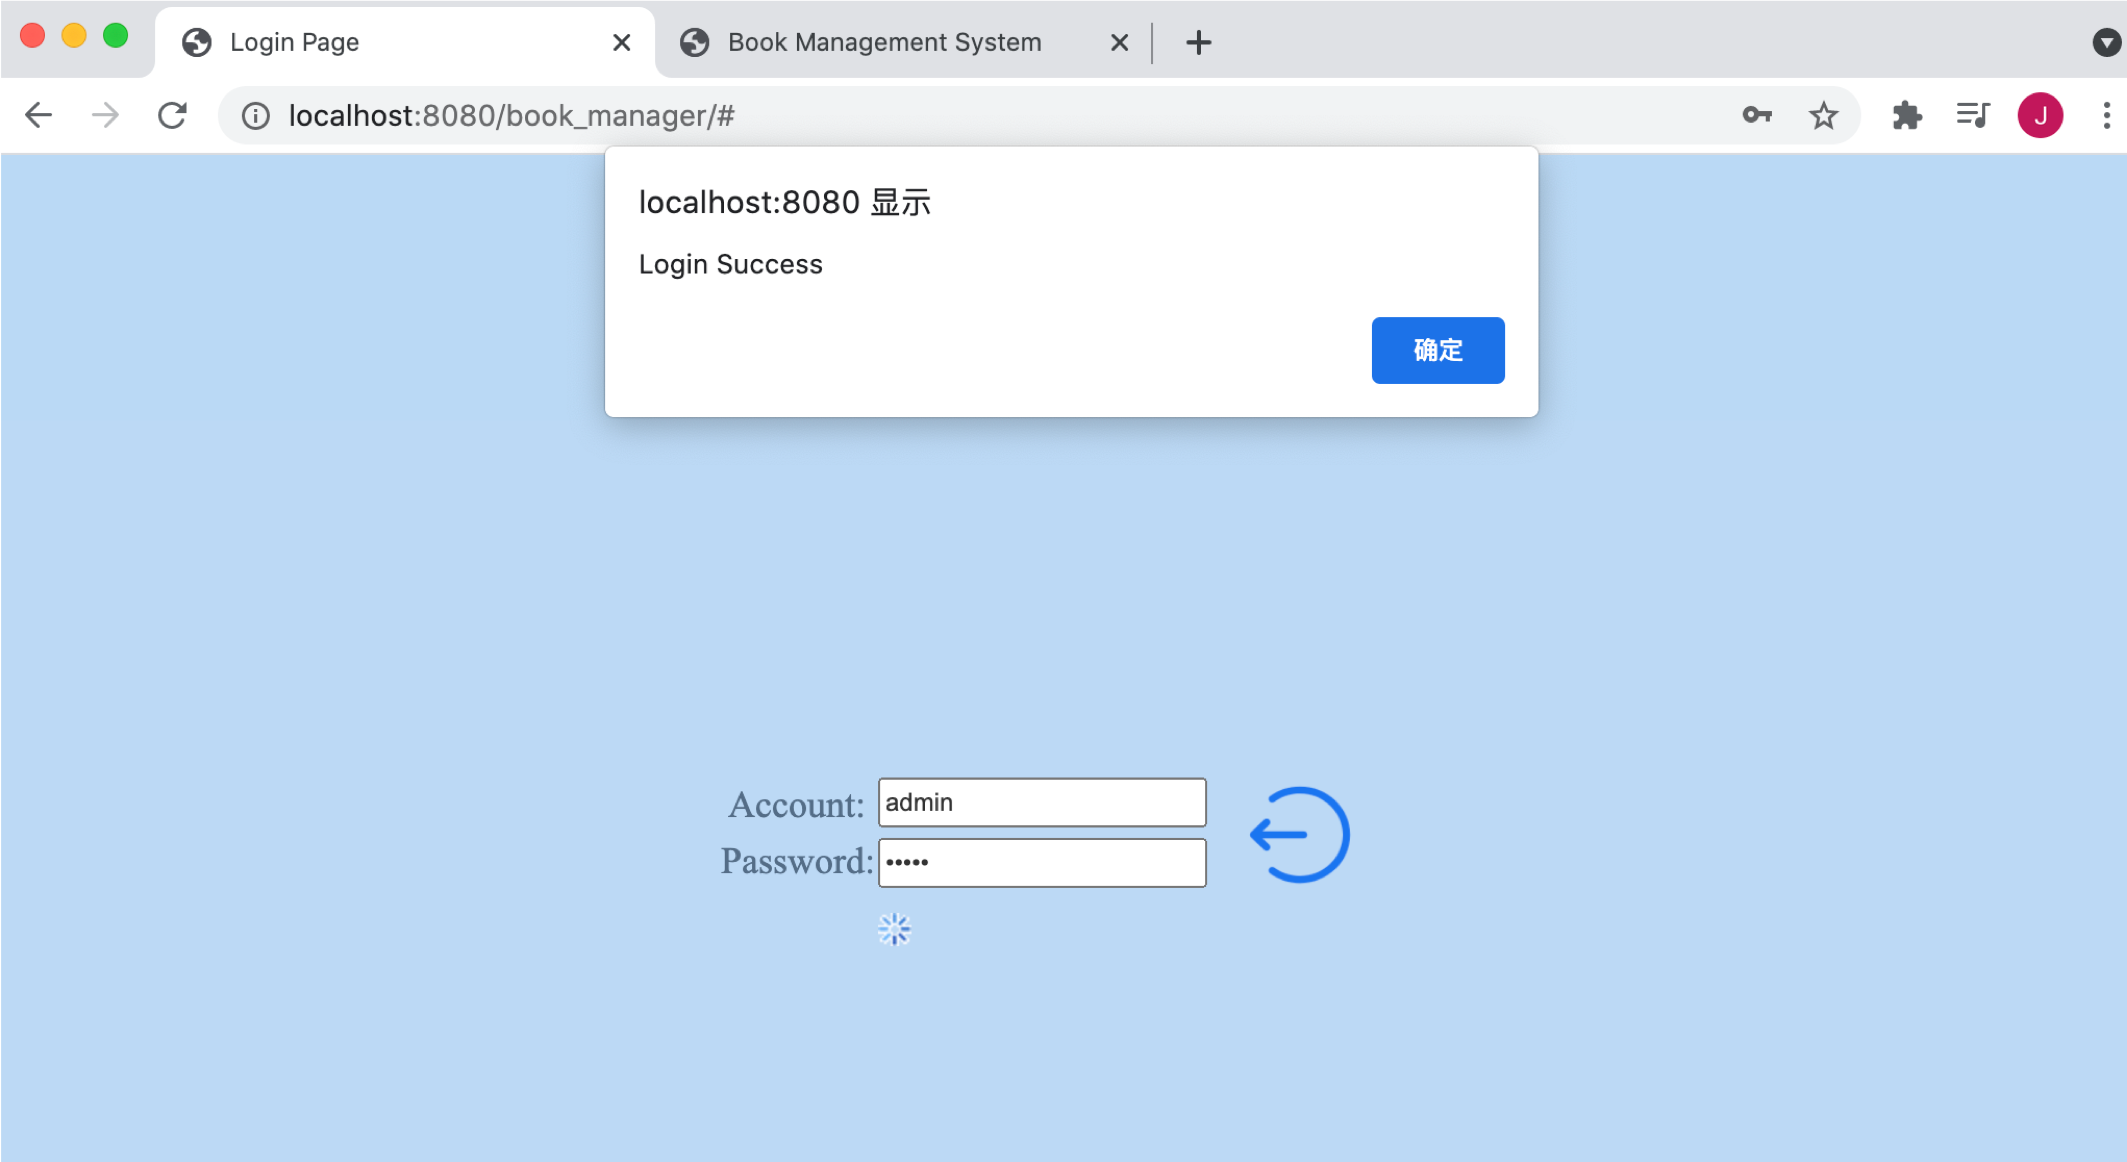 Login Page
Book Management System
localhost:8080/book_manager/#
J
localhost:8080 显示
Login Success
确定
Account: admin
Password: •••••